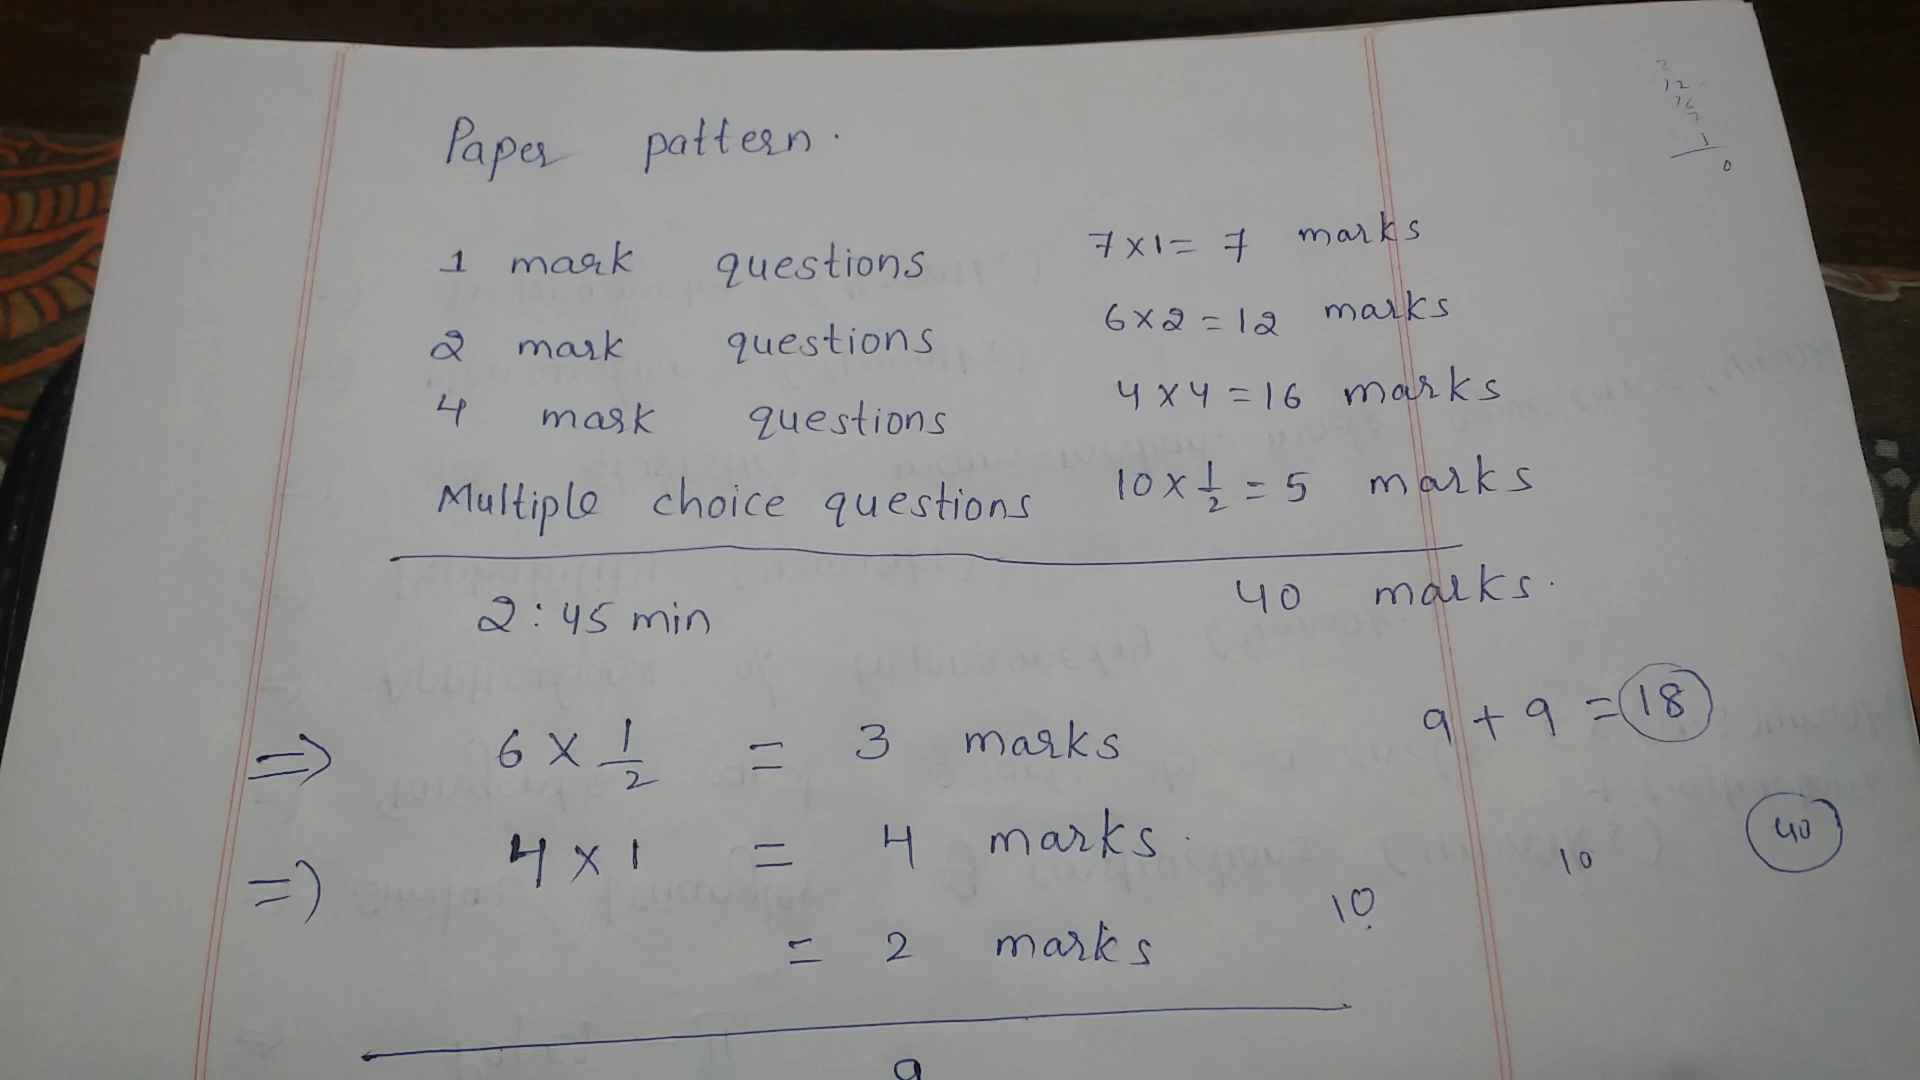 Paper pattern.
1 mark questions 7x1= 7 marks
2 mark questions 6x2=12 marks
4 mark questions 4x4=16 marks
Multiple choice questions 10x1/2=5 marks
2:45 min 40 marks.
=> 6 x 1/2 = 3 marks 9+9=18
=) 4 x 1 = 4 marks. 10 40
= 2 marks 10
9